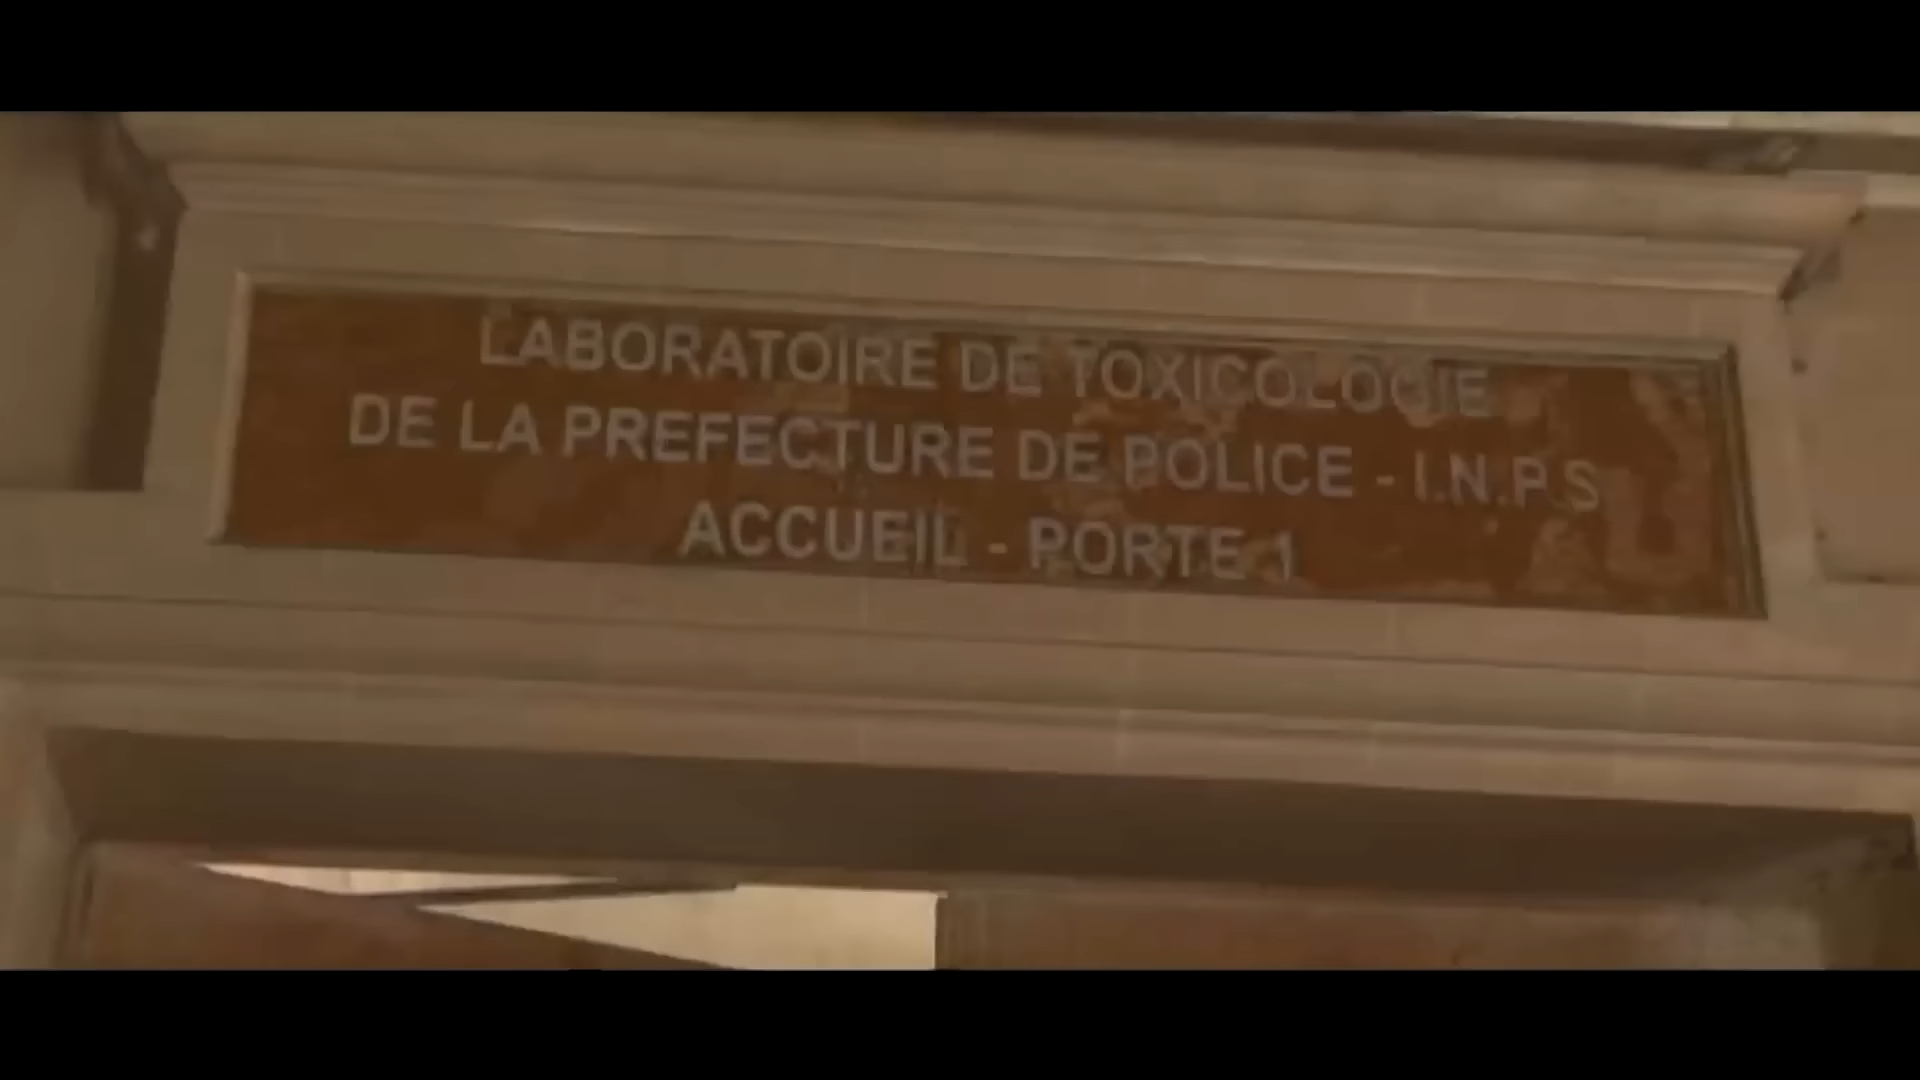 LABORATOIRE DE TOXICOLOGIE
DE LA PREFECTURE DE POLICE - I.N.P.S
ACCUEIL - PORTE 1